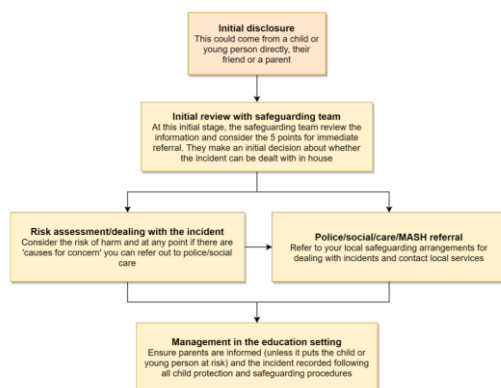 Initial disclosure
This could come from a child or
young person directly, their
friend or a parent
Initial review with safeguarding team
At this initial stage, the safeguarding team review the
information and consider the 5 points for immediate
referral. They make an initial decision about whether
the incident can be dealt with in house
Risk assessment/dealing with the incident
Consider the risk of harm and at any point if there are
'causes for concern' you can refer out to police/social
care
Police/social/care/MASH referral
Refer to your local safeguarding arrangements for
dealing with incidents and contact local services
Management in the education setting
Ensure parents are informed (unless it puts the child or
young person at risk) and the incident recorded following
all child protection and safeguarding procedures